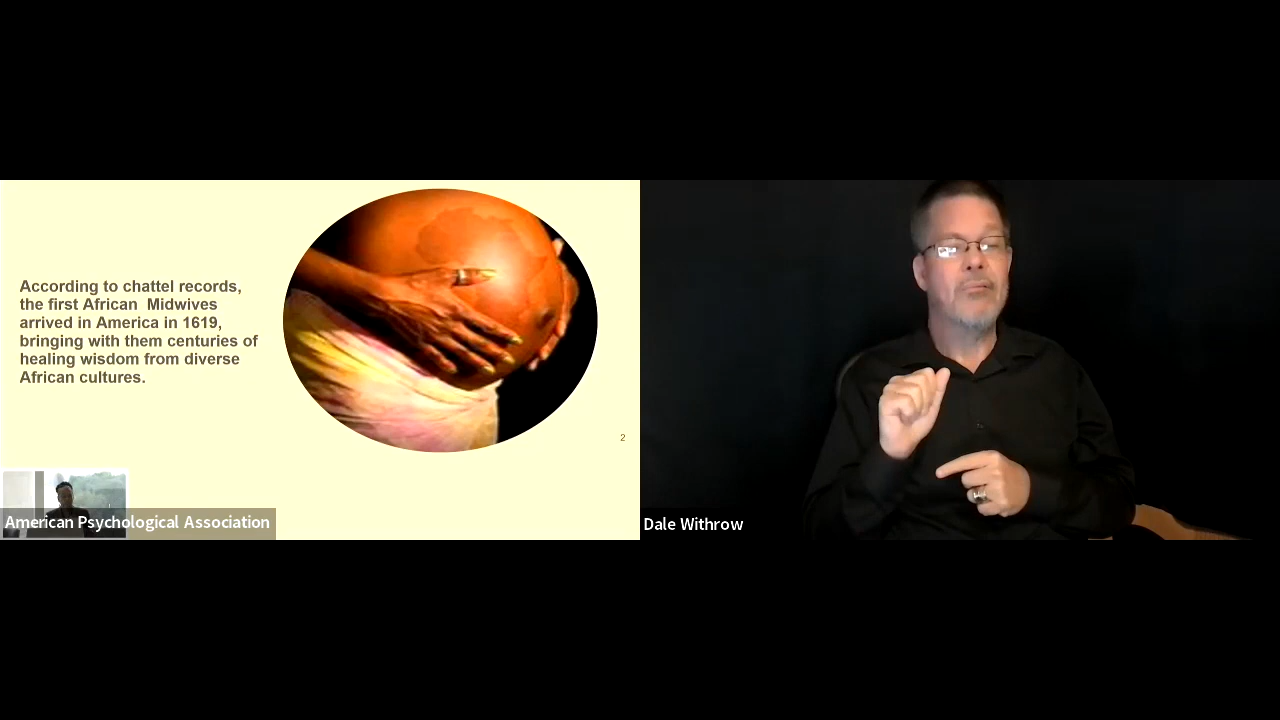 According to chattel records,
the first African  Midwives
arrived in America in 1619,
bringing with them centuries of
healing wisdom from diverse
African cultures.
2
American Psychological Association
Dale Withrow